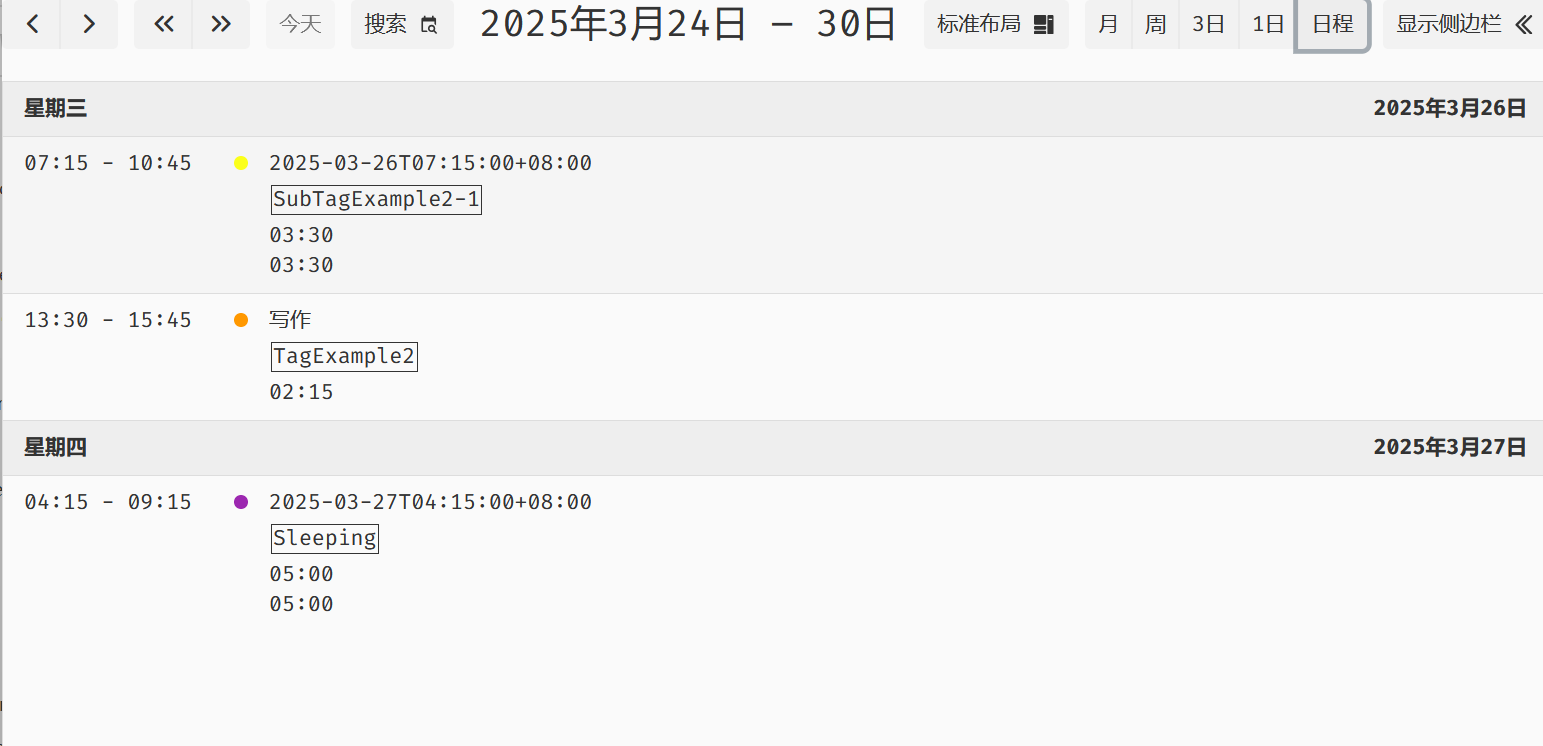 今天 搜索 2025年3月24日 – 30日 标准布局 月 周 3日 1日 日程 显示侧边栏
星期三 2025年3月26日
07:15 - 10:45 2025-03-26T07:15:00+08:00
SubTagExample2-1
03:30
03:30
13:30 - 15:45 写作
TagExample2
02:15
星期四 2025年3月27日
04:15 - 09:15 2025-03-27T04:15:00+08:00
Sleeping
05:00
05:00